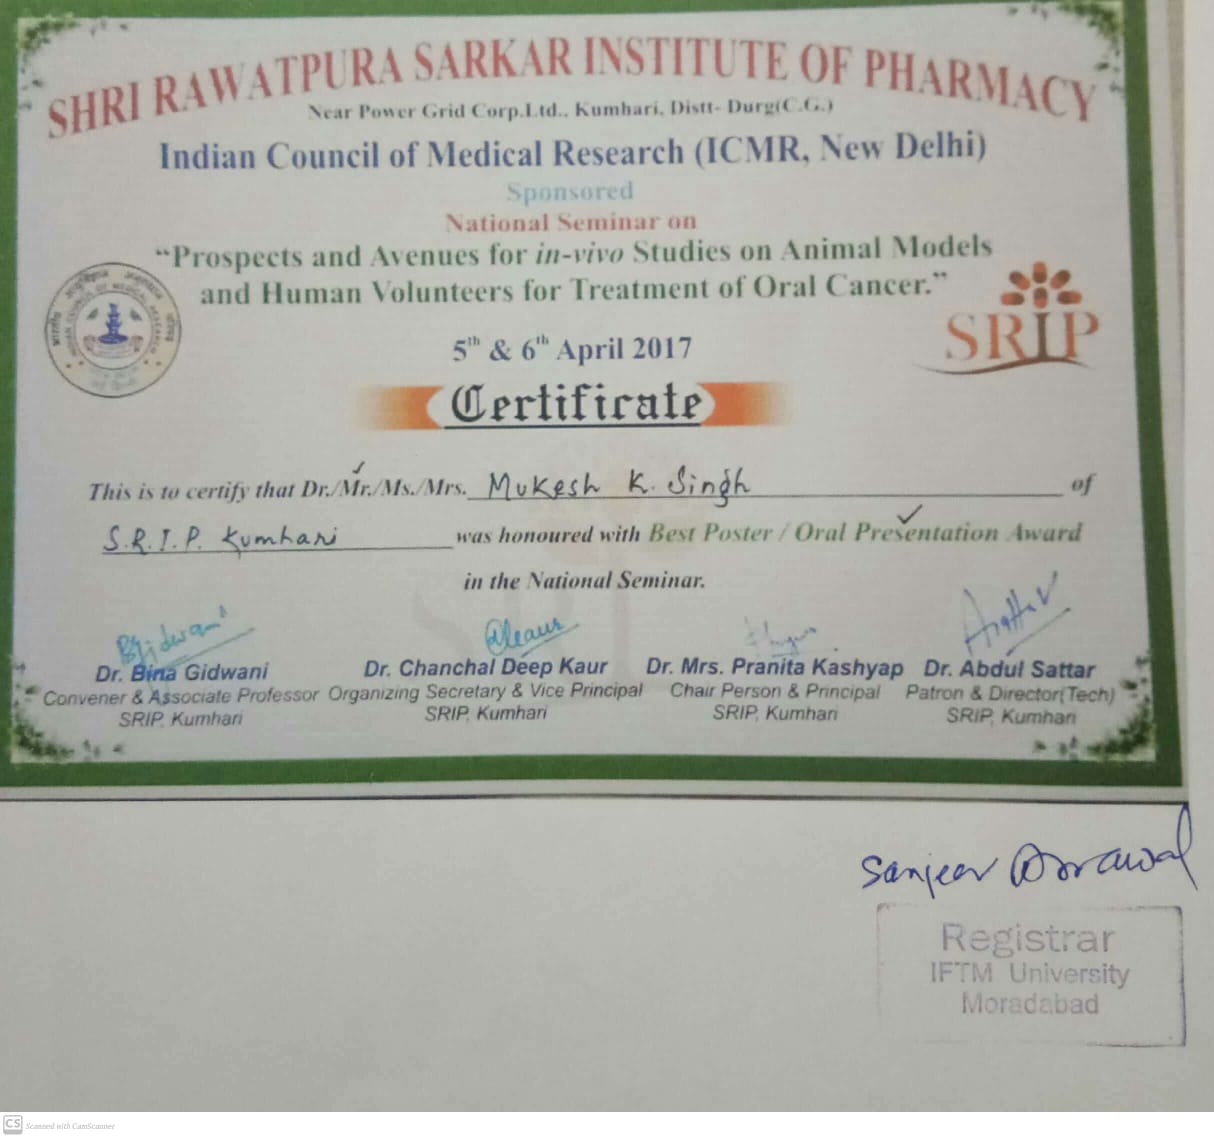 SHRI RAWATPURA SARKAR INSTITUTE OF PHARMACY
Near Power Grid Corp.Ltd., Kumhari, Distt- Durg(C.G.)
Indian Council of Medical Research (ICMR, New Delhi)
Sponsored
National Seminar on
“Prospects and Avenues for in-vivo Studies on Animal Models
and Human Volunteers for Treatment of Oral Cancer.”
INDIAN COUNCIL OF MEDICAL RESEARCH
SRIP
5th & 6th April 2017
Certificate
This is to certify that Dr./Mr./Ms./Mrs. Mukesh K. Singh of
S.R.I.P. Kumhari was honoured with Best Poster / Oral Presentation Award
in the National Seminar.
Dr. Bina Gidwani Dr. Chanchal Deep Kaur Dr. Mrs. Pranita Kashyap Dr. Abdul Sattar
Convener & Associate Professor Organizing Secretary & Vice Principal Chair Person & Principal Patron & Director(Tech)
SRIP, Kumhari SRIP, Kumhari SRIP, Kumhari SRIP, Kumhari
Sanjeev
Registrar
IFTM University
Moradabad
CS Scanned with CamScanner